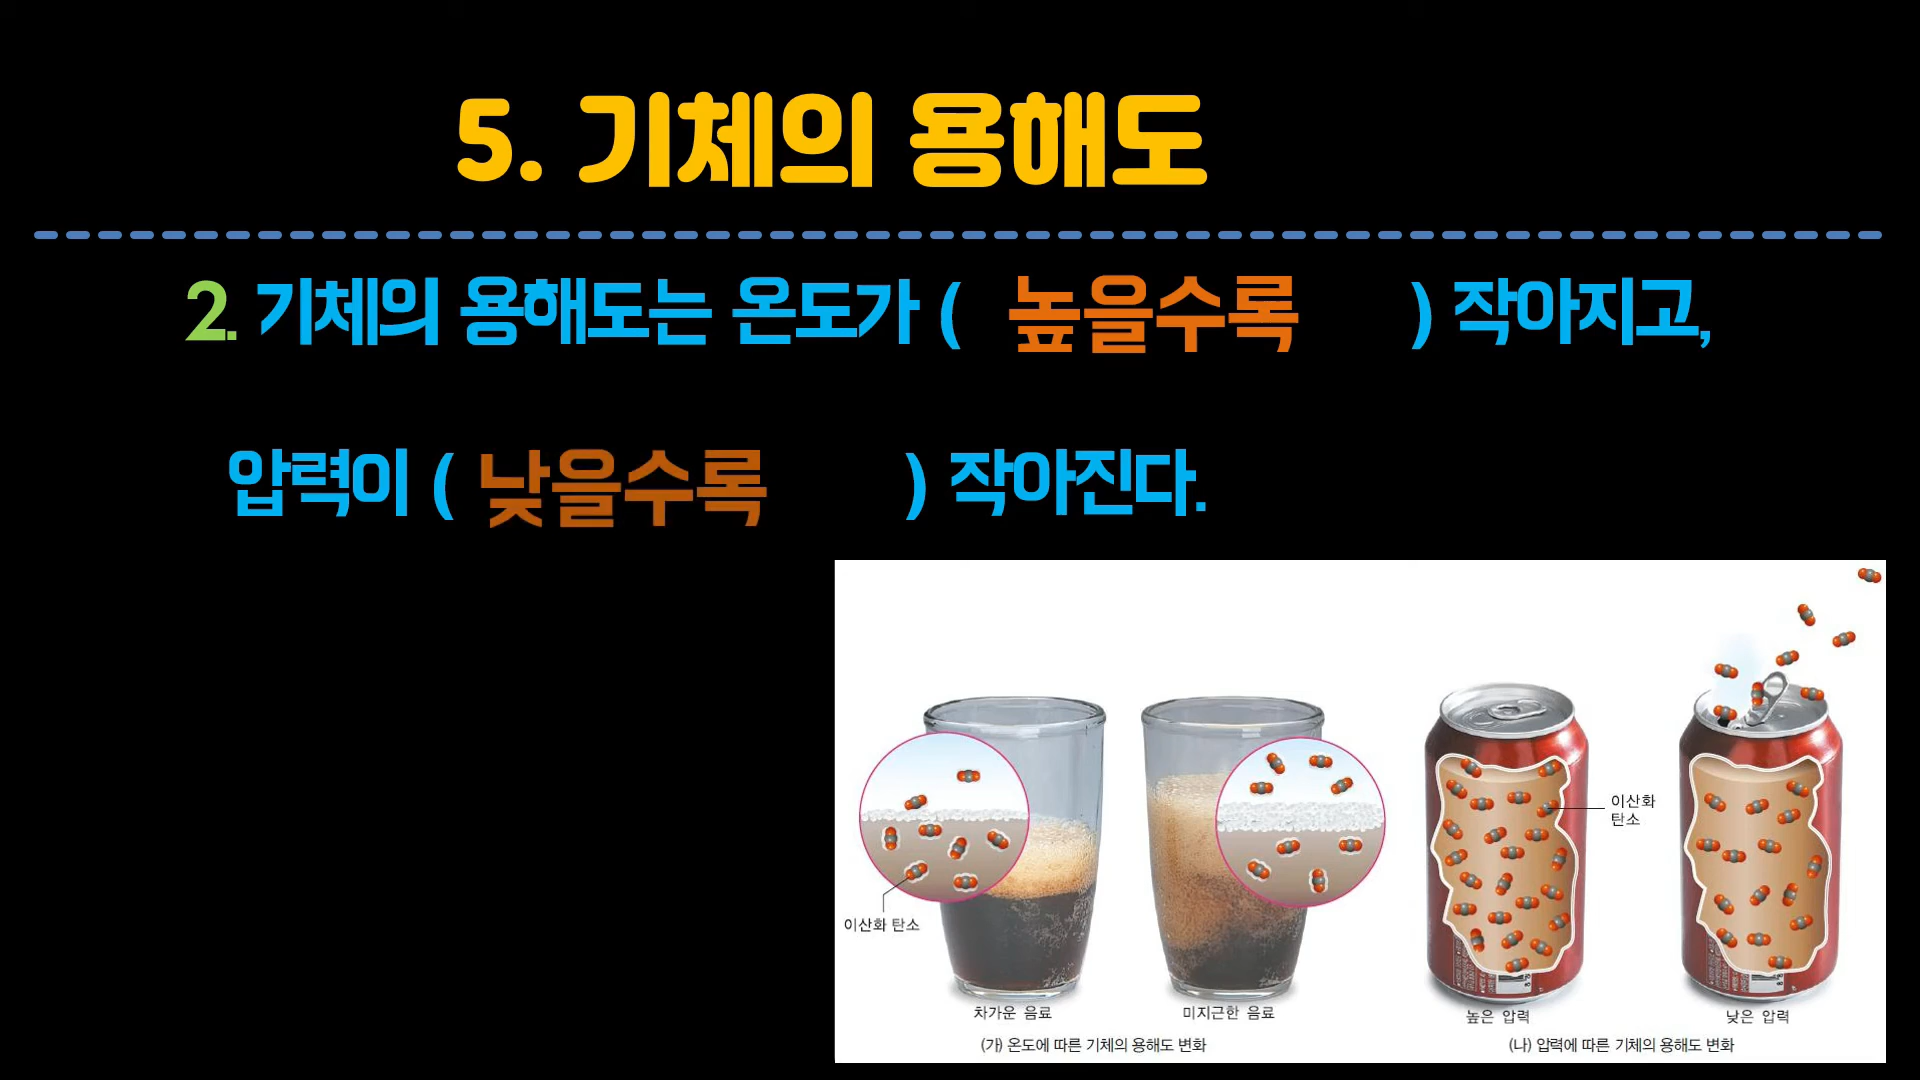 5. 기체의 용해도
2. 기체의 용해도는 온도가 ( 높을수록 ) 작아지고,
압력이 ( 낮을수록 ) 작아진다.
이산화 탄소
이산화
탄소
차가운 음료
미지근한 음료
높은 압력
낮은 압력
(가) 온도에 따른 기체의 용해도 변화
(나) 압력에 따른 기체의 용해도 변화